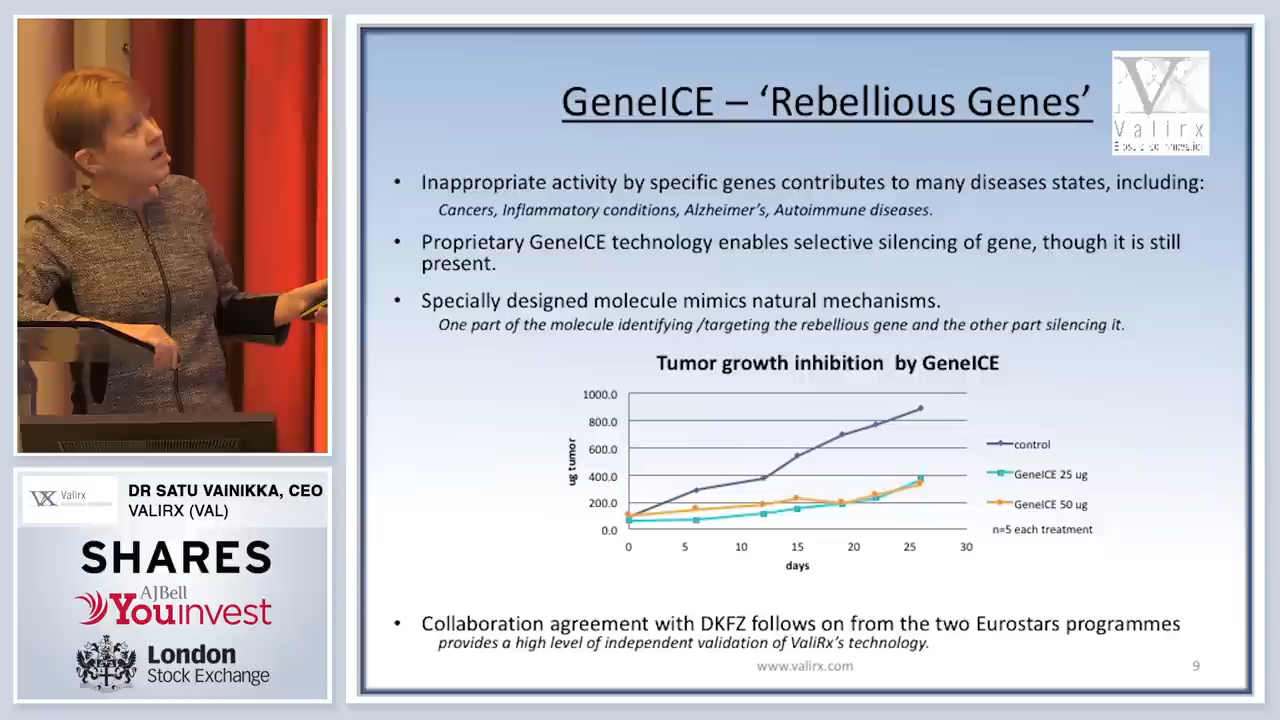 GeneICE – ‘Rebellious Genes’
Valirx
• Inappropriate activity by specific genes contributes to many diseases states, including:
Cancers, Inflammatory conditions, Alzheimer’s, Autoimmune diseases.
• Proprietary GeneICE technology enables selective silencing of gene, though it is still
present.
• Specially designed molecule mimics natural mechanisms.
One part of the molecule identifying /targeting the rebellious gene and the other part silencing it.
Tumor growth inhibition by GeneICE
1000.0
800.0
600.0
400.0
200.0
0.0
ug tumor
0 5 10 15 20 25 30
days
control
GeneICE 25 ug
GeneICE 50 ug
n=5 each treatment
• Collaboration agreement with DKFZ follows on from the two Eurostars programmes
provides a high level of independent validation of ValiRx’s technology.
www.valirx.com
9
VX Valirx
DR SATU VAINIKKA, CEO
VALIRX (VAL)
SHARES
AJBell
Youinvest
London
Stock Exchange